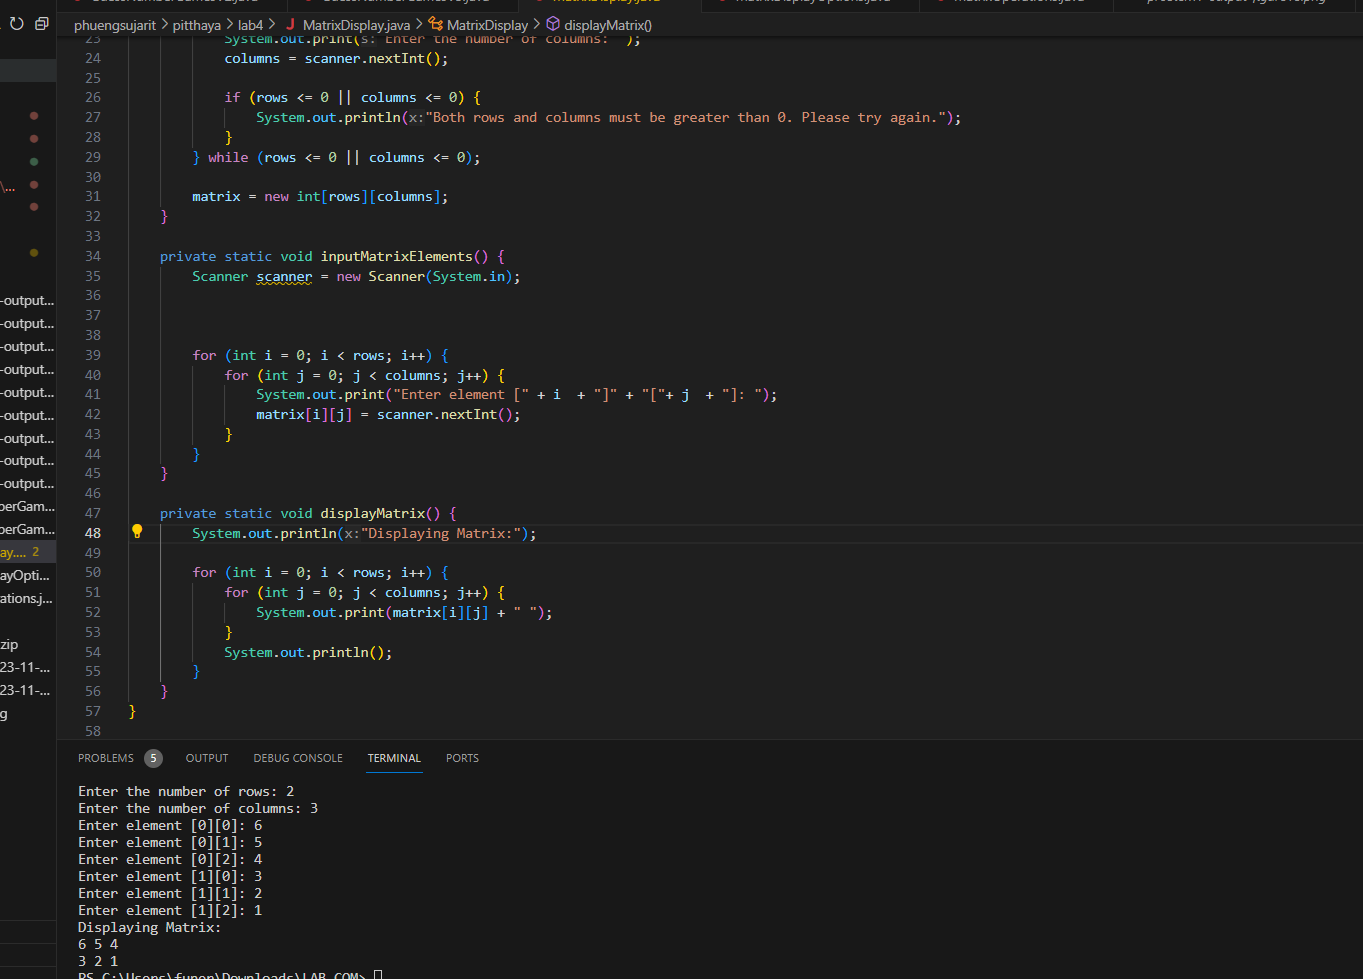 phuengsujarit > pitthaya > lab4 > J MatrixDisplay.java > MatrixDisplay > displayMatrix()
23 System.out.print(s: "Enter the number of columns: ");
24 columns = scanner.nextInt();
25
26 if (rows <= 0 || columns <= 0) {
27 System.out.println(x:"Both rows and columns must be greater than 0. Please try again.");
28 }
29 } while (rows <= 0 || columns <= 0);
30
31 matrix = new int[rows][columns];
32 }
33
34 private static void inputMatrixElements() {
35 Scanner scanner = new Scanner(System.in);
36
37
38
39 for (int i = 0; i < rows; i++) {
40 for (int j = 0; j < columns; j++) {
41 System.out.print("Enter element [" + i  + "]" + "["+ j  + "]: ");
42 matrix[i][j] = scanner.nextInt();
43 }
44 }
45 }
46
47 private static void displayMatrix() {
48 System.out.println(x:"Displaying Matrix:");
49
50 for (int i = 0; i < rows; i++) {
51 for (int j = 0; j < columns; j++) {
52 System.out.print(matrix[i][j] + " ");
53 }
54 System.out.println();
55 }
56 }
57 }
58
\...
-output...
-output...
-output...
-output...
-output...
-output...
-output...
-output...
-output...
berGam...
berGam...
ay.... 2
ayOpti...
ations.j...
zip
23-11-...
23-11-...
g
PROBLEMS 5 OUTPUT DEBUG CONSOLE TERMINAL PORTS
Enter the number of rows: 2
Enter the number of columns: 3
Enter element [0][0]: 6
Enter element [0][1]: 5
Enter element [0][2]: 4
Enter element [1][0]: 3
Enter element [1][1]: 2
Enter element [1][2]: 1
Displaying Matrix:
6 5 4
3 2 1
PS C:\Users\funon\Downloads\LAB COM>